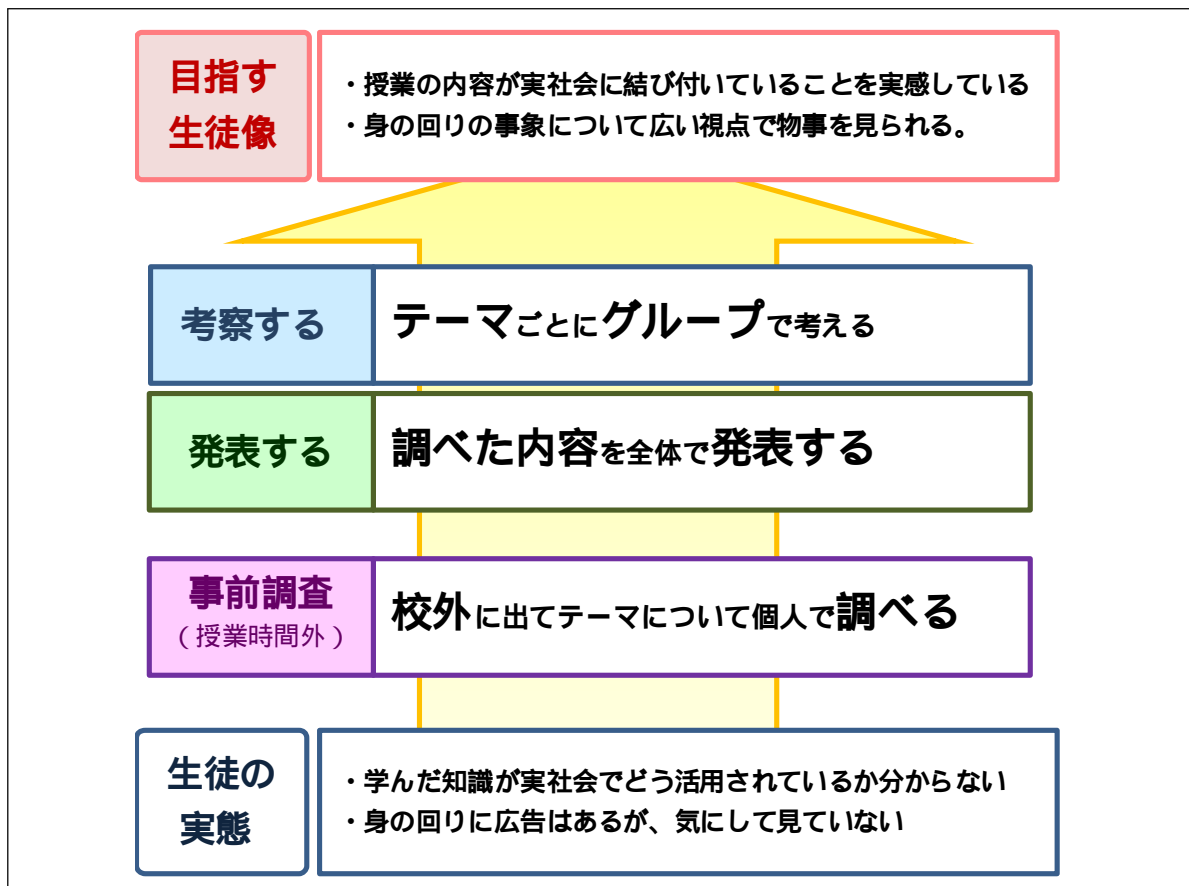 目指す
生徒像
・授業の内容が実社会に結び付いていることを実感している
・身の回りの事象について広い視点で物事を見られる。
考察する
テーマごとにグループで考える
発表する
調べた内容を全体で発表する
事前調査
（授業時間外）
校外に出てテーマについて個人で調べる
生徒の
実態
・学んだ知識が実社会でどう活用されているか分からない
・身の回りに広告はあるが、気にして見ていない